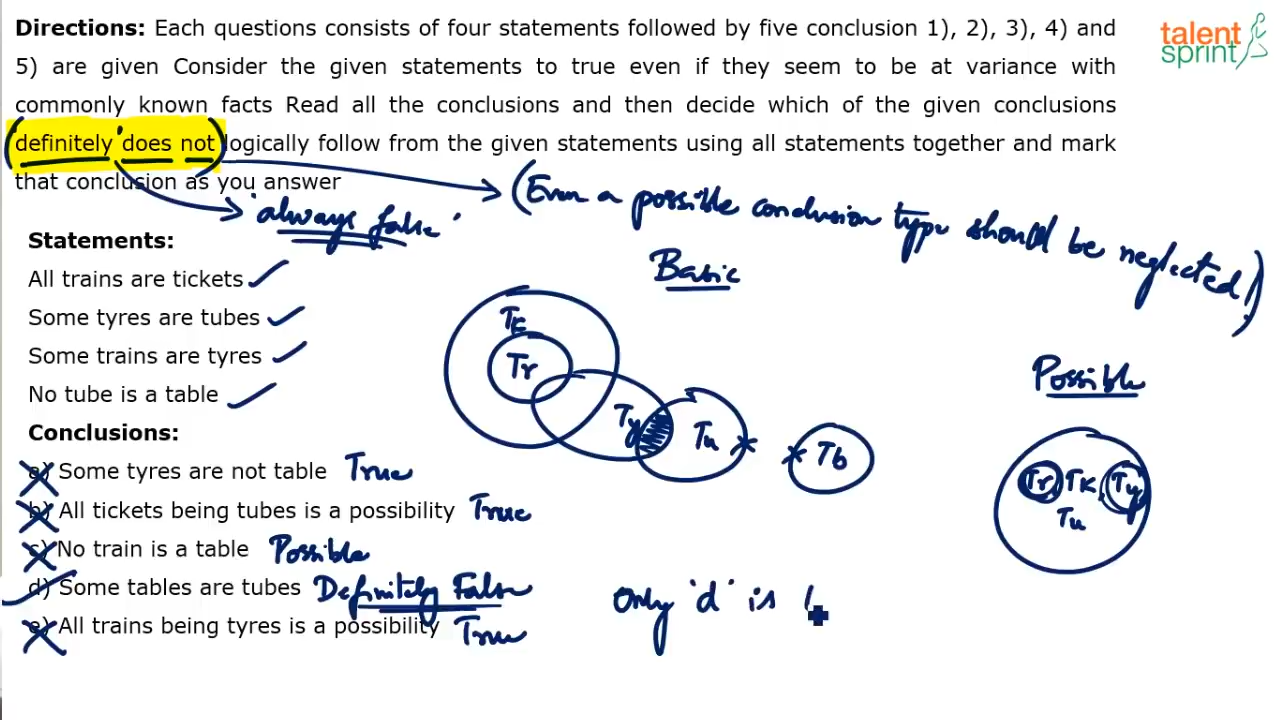 Directions: Each questions consists of four statements followed by five conclusion 1), 2), 3), 4) and
5) are given Consider the given statements to true even if they seem to be at variance with
commonly known facts Read all the conclusions and then decide which of the given conclusions
(definitely does not) logically follow from the given statements using all statements together and mark
that conclusion as you answer
talent
sprint
'always false'
(Even a possible conclusion type should be neglected)
Statements:
All trains are tickets
Some tyres are tubes
Some trains are tyres
No tube is a table
Basic
Tk
Tr
Ty
Tu
Tb
Possible
Tr Tk Ty
Tu
Conclusions:
a) Some tyres are not table True
b) All tickets being tubes is a possibility True
c) No train is a table Possible
d) Some tables are tubes Definitely False
e) All trains being tyres is a possibility True
Only 'd' is